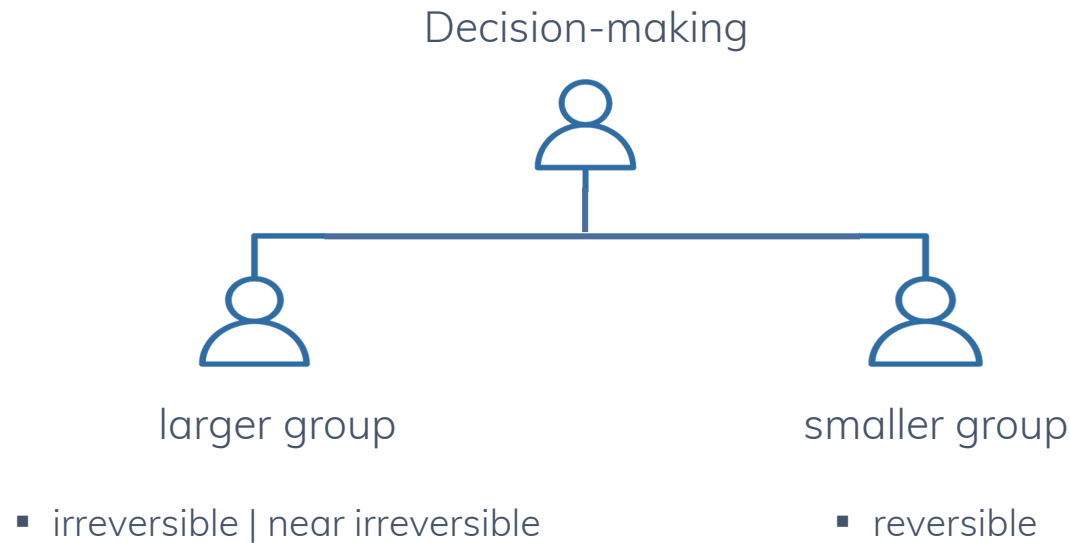 Decision-making
larger group
smaller group
▪ irreversible | near irreversible
▪ reversible